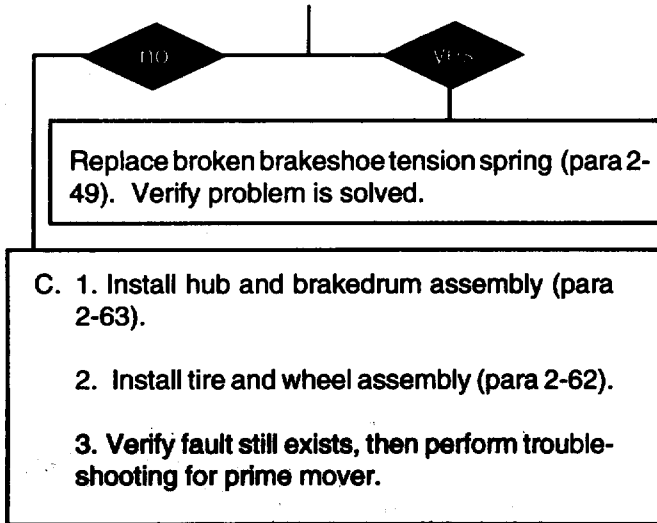 no yes
Replace broken brakeshoe tension spring (para 2-
49). Verify problem is solved.
C. 1. Install hub and brakedrum assembly (para
2-63).
2. Install tire and wheel assembly (para 2-62).
3. Verify fault still exists, then perform trouble-
shooting for prime mover.